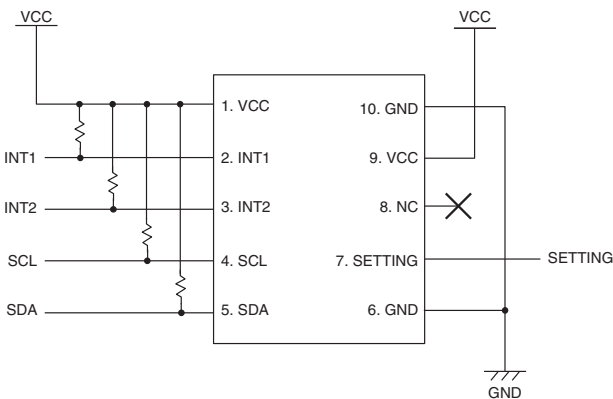 VCC
VCC
1. VCC
10. GND
INT1
2. INT1
9. VCC
INT2
3. INT2
8. NC
SCL
4. SCL
7. SETTING
SETTING
SDA
5. SDA
6. GND
GND